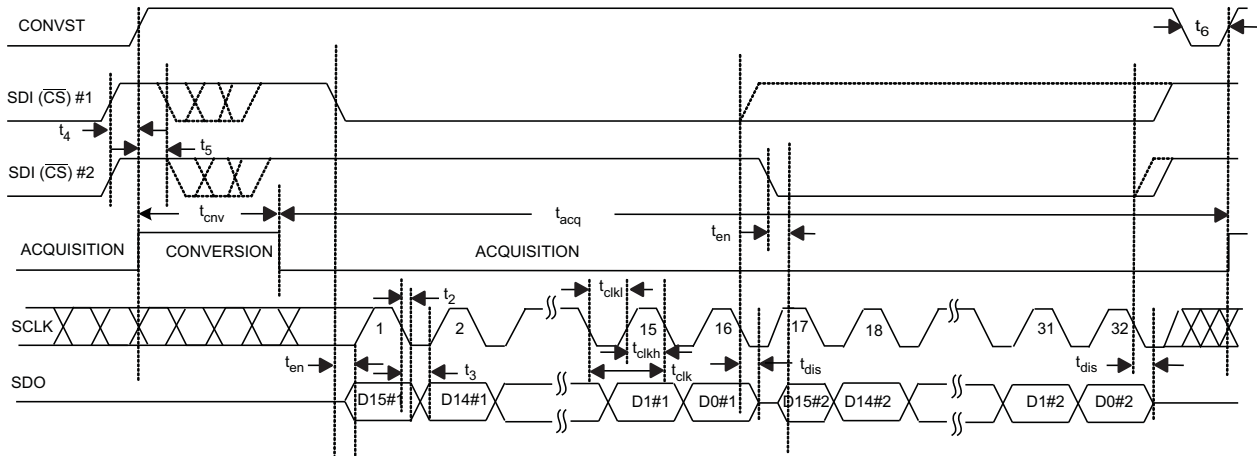 CONVST
t6
SDI (CS) #1
t4
t5
SDI (CS) #2
tcnv
tacq
ten
ACQUISITION
CONVERSION
ACQUISITION
tclkl
t2
SCLK
1
2
15
16
17
18
31
32
tclkh
ten
t3
tclk
tdis
tdis
SDO
D15#1
D14#1
D1#1
D0#1
D15#2
D14#2
D1#2
D0#2